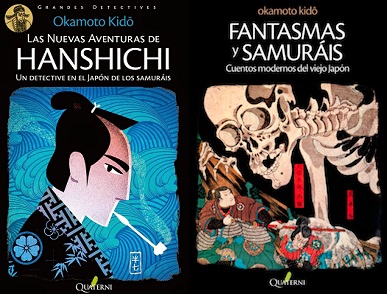 GRANDES DETECTIVES
Okamoto Kidō
LAS NUEVAS AVENTURAS DE
HANSHICHI
UN DETECTIVE EN EL JAPÓN DE LOS SAMURÁIS
半七
QUATERNI
okamoto kidō
FANTASMAS
y SAMURÁIS
Cuentos modernos del viejo Japón
QUATERNI